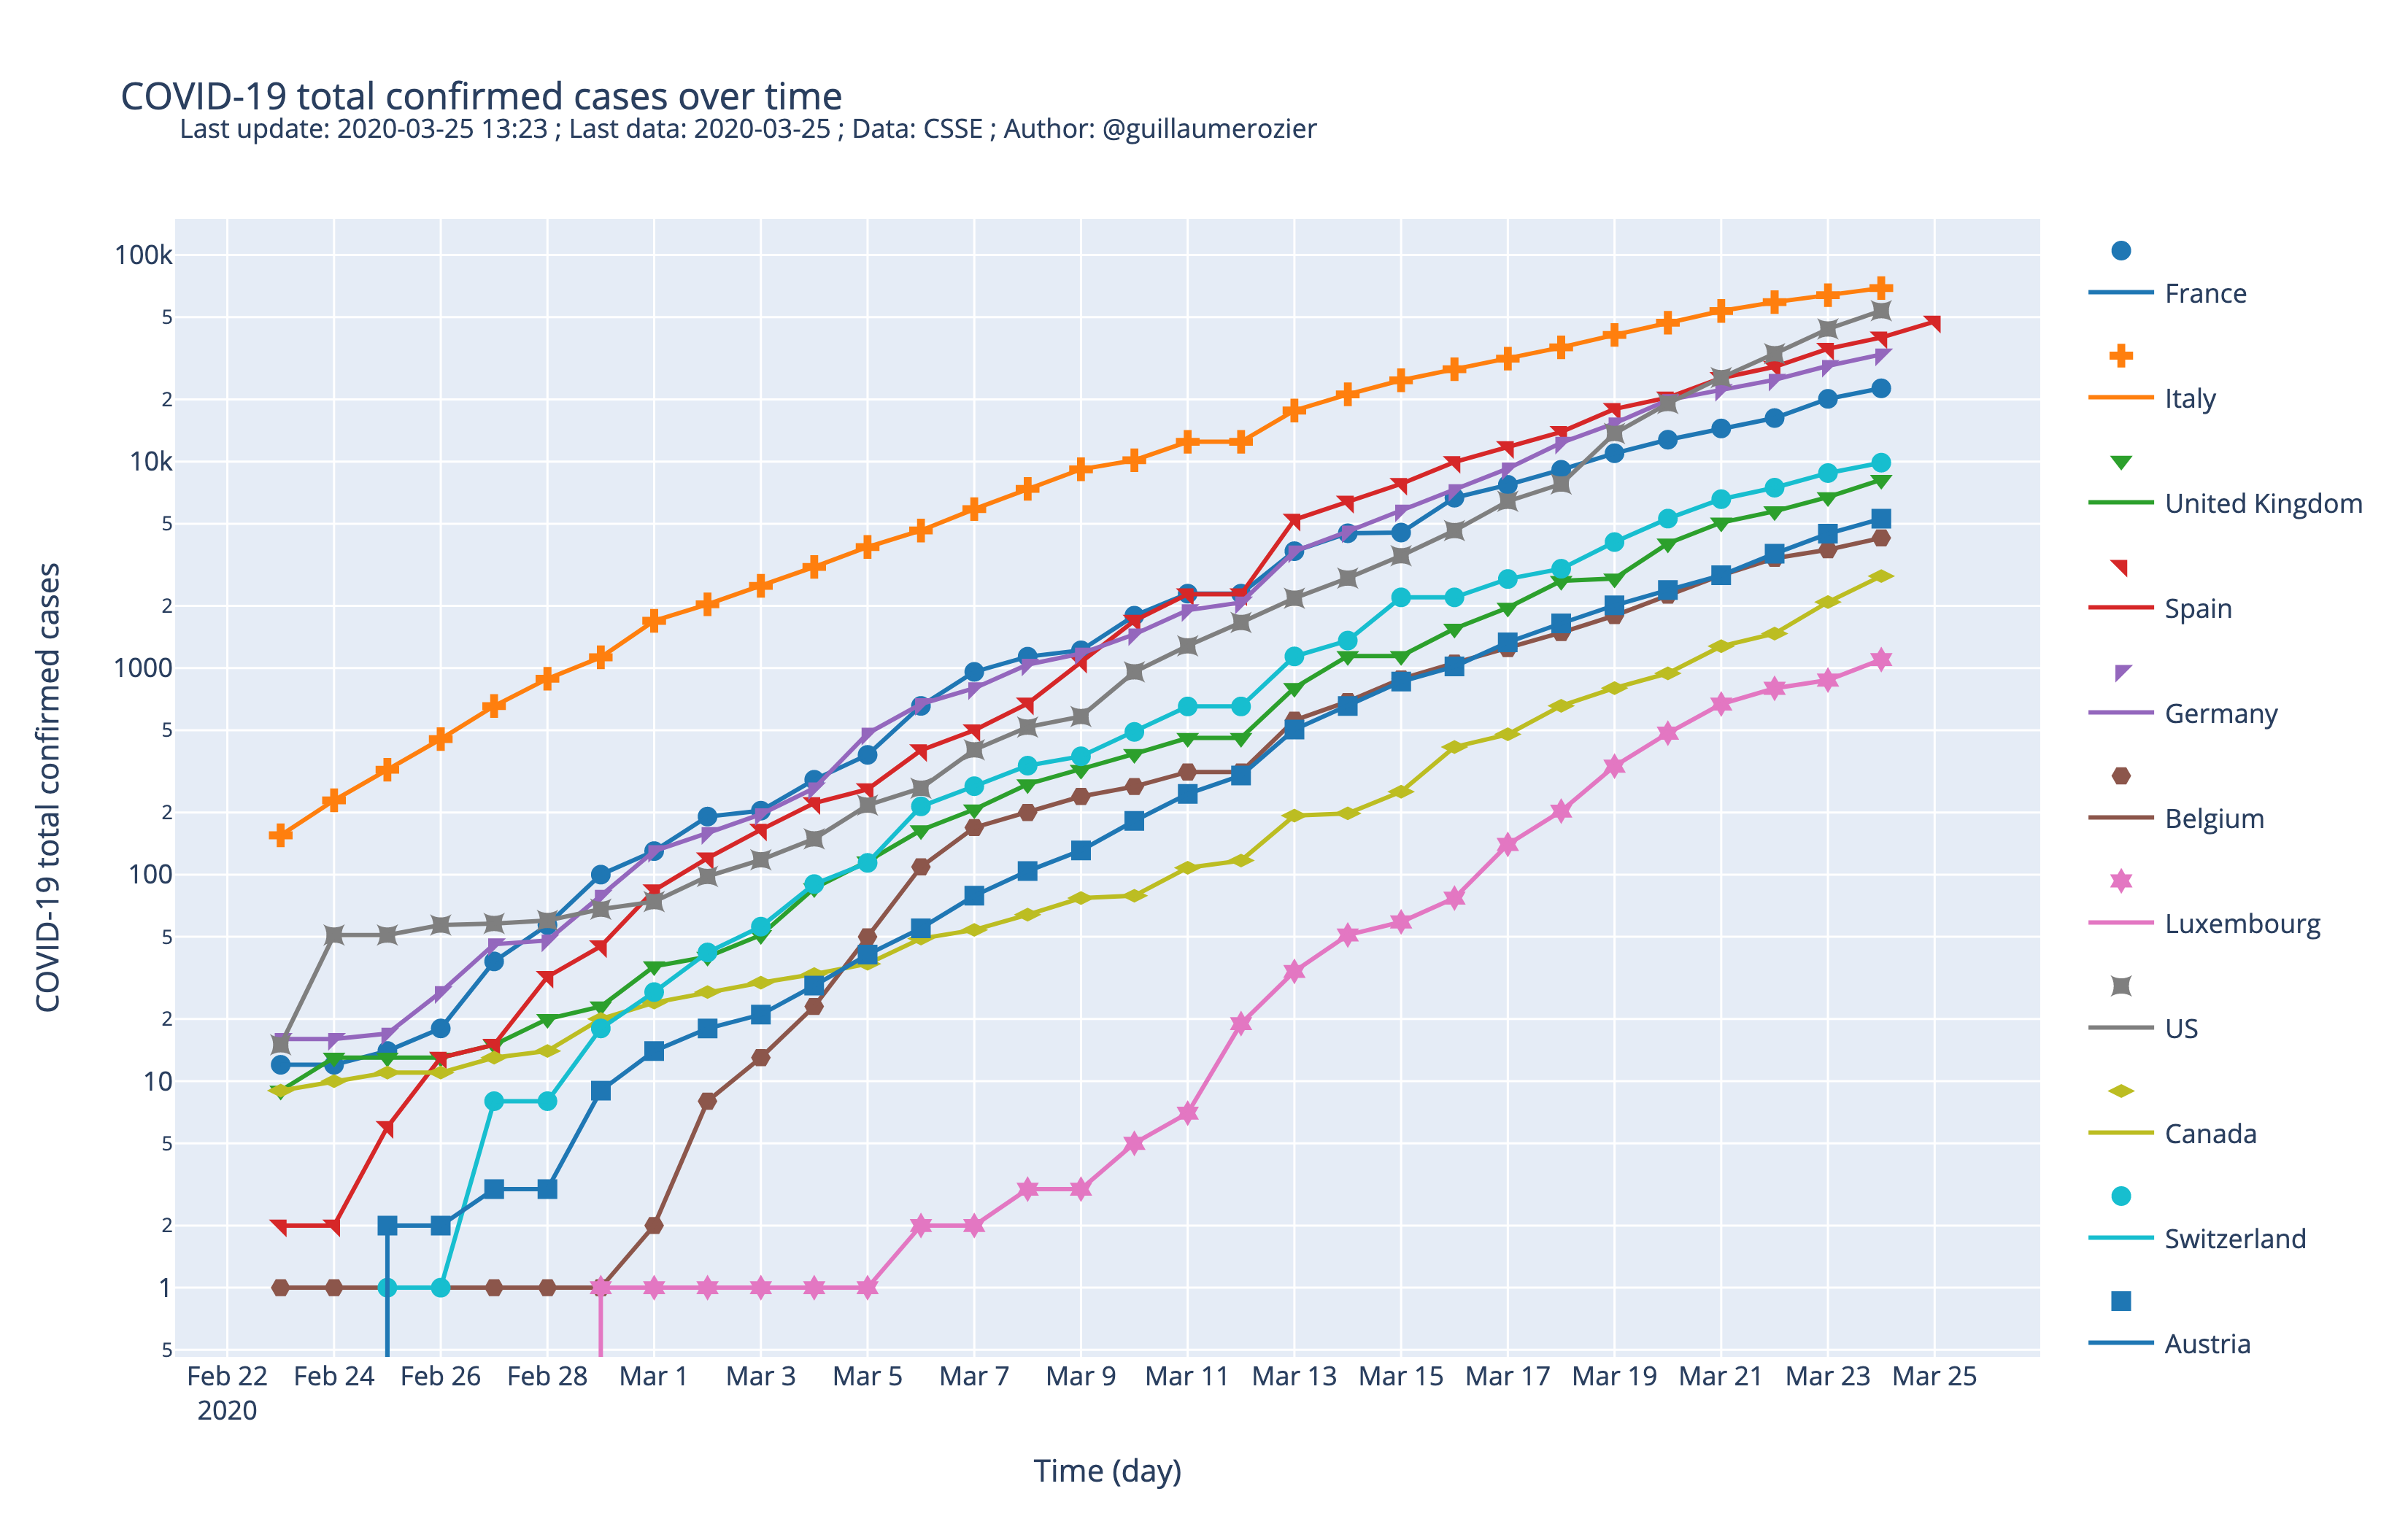 COVID-19 total confirmed cases over time
Last update: 2020-03-25 13:23 ; Last data: 2020-03-25 ; Data: CSSE ; Author: @guillaumerozier
COVID-19 total confirmed cases
100k
5
2
10k
5
2
1000
5
2
100
5
2
10
5
2
1
5
Feb 22 Feb 24 Feb 26 Feb 28 Mar 1 Mar 3 Mar 5 Mar 7 Mar 9 Mar 11 Mar 13 Mar 15 Mar 17 Mar 19 Mar 21 Mar 23 Mar 25
2020
Time (day)
France
Italy
United Kingdom
Spain
Germany
Belgium
Luxembourg
US
Canada
Switzerland
Austria